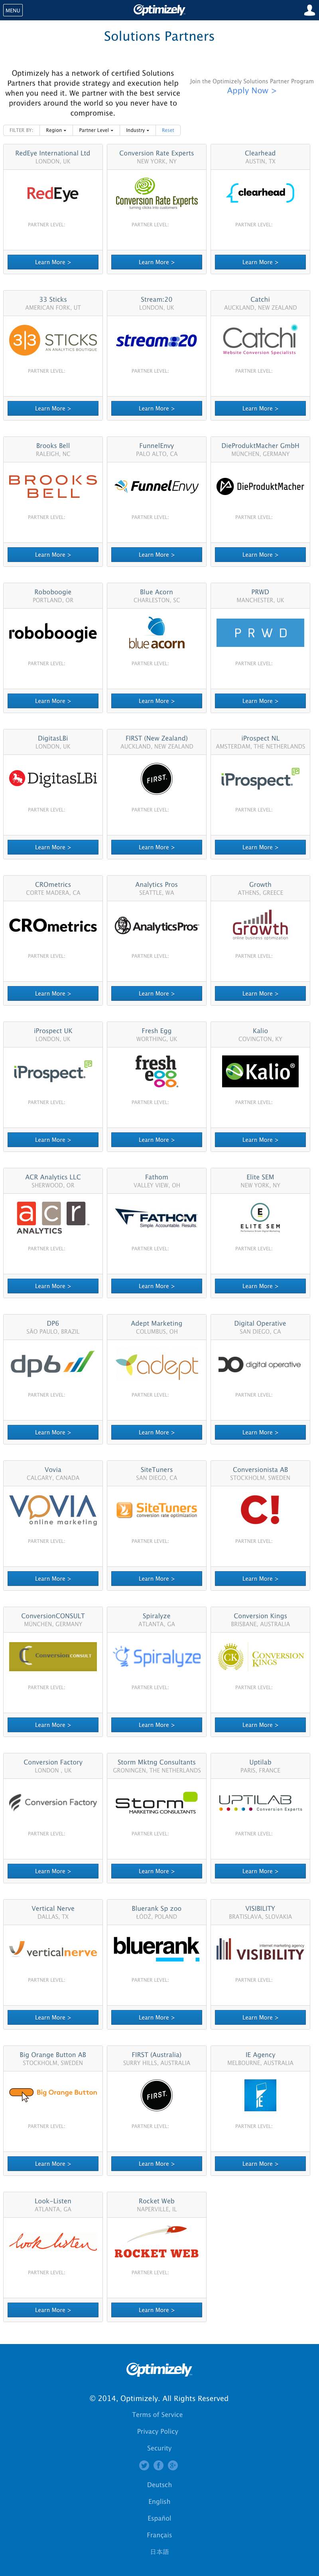 MENU
Optimizely
Solutions Partners
Optimizely has a network of certified Solutions
Partners that provide strategy and execution help
when you need it. We partner with the best service
providers around the world so you never have to
compromise.
Join the Optimizely Solutions Partner Program
Apply Now >
FILTER BY:
Region
Partner Level
Industry
Reset
RedEye International Ltd
LONDON, UK
RedEye
PARTNER LEVEL:
Learn More >
Conversion Rate Experts
NEW YORK, NY
Conversion Rate Experts
turning clicks into customers
PARTNER LEVEL:
Learn More >
Clearhead
AUSTIN, TX
clearhead
PARTNER LEVEL:
Learn More >
33 Sticks
AMERICAN FORK, UT
33 STICKS
AN ANALYTICS BOUTIQUE
PARTNER LEVEL:
Learn More >
Stream:20
LONDON, UK
stream:20
PARTNER LEVEL:
Learn More >
Catchi
AUCKLAND, NEW ZEALAND
Catchi
Website Conversion Specialists
PARTNER LEVEL:
Learn More >
Brooks Bell
RALEIGH, NC
BROOKS
BELL
PARTNER LEVEL:
Learn More >
FunnelEnvy
PALO ALTO, CA
FunnelEnvy
PARTNER LEVEL:
Learn More >
DieProduktMacher GmbH
MÜNCHEN, GERMANY
DieProduktMacher
PARTNER LEVEL:
Learn More >
Roboboogie
PORTLAND, OR
roboboogie
PARTNER LEVEL:
Learn More >
Blue Acorn
CHARLESTON, SC
blue acorn
PARTNER LEVEL:
Learn More >
PRWD
MANCHESTER, UK
PRWD
PARTNER LEVEL:
Learn More >
DigitasLBi
LONDON, UK
DigitasLBi
PARTNER LEVEL:
Learn More >
FIRST (New Zealand)
AUCKLAND, NEW ZEALAND
FIRST.
PARTNER LEVEL:
Learn More >
iProspect NL
AMSTERDAM, THE NETHERLANDS
iProspect.
PARTNER LEVEL:
Learn More >
CROmetrics
CORTE MADERA, CA
CROmetrics
PARTNER LEVEL:
Learn More >
Analytics Pros
SEATTLE, WA
AnalyticsPros
PARTNER LEVEL:
Learn More >
Growth
ATHENS, GREECE
Growth
online business optimisation
PARTNER LEVEL:
Learn More >
iProspect UK
LONDON, UK
iProspect.
PARTNER LEVEL:
Learn More >
Fresh Egg
WORTHING, UK
fresh
egg.
PARTNER LEVEL:
Learn More >
Kalio
COVINGTON, KY
Kalio®
PARTNER LEVEL:
Learn More >
ACR Analytics LLC
SHERWOOD, OR
acr
ANALYTICS
PARTNER LEVEL:
Learn More >
Fathom
VALLEY VIEW, OH
FATHOM
Simple. Accountable. Results.
PARTNER LEVEL:
Learn More >
Elite SEM
NEW YORK, NY
ELITE SEM
PARTNER LEVEL:
Learn More >
DP6
SÃO PAULO, BRAZIL
dp6
PARTNER LEVEL:
Learn More >
Adept Marketing
COLUMBUS, OH
adept
PARTNER LEVEL:
Learn More >
Digital Operative
SAN DIEGO, CA
digital operative
PARTNER LEVEL:
Learn More >
Vovia
CALGARY, CANADA
VOVIA
online marketing
PARTNER LEVEL:
Learn More >
SiteTuners
SAN DIEGO, CA
SiteTuners
conversion rate optimization
PARTNER LEVEL:
Learn More >
Conversionista AB
STOCKHOLM, SWEDEN
C!
PARTNER LEVEL:
Learn More >
ConversionCONSULT
MÜNCHEN, GERMANY
Conversion CONSULT
PARTNER LEVEL:
Learn More >
Spiralyze
ATLANTA, GA
Spiralyze
PARTNER LEVEL:
Learn More >
Conversion Kings
BRISBANE, AUSTRALIA
CK
CONVERSION
KINGS
PARTNER LEVEL:
Learn More >
Conversion Factory
LONDON , UK
Conversion Factory
PARTNER LEVEL:
Learn More >
Storm Mktng Consultants
GRONINGEN, THE NETHERLANDS
Storm
MARKETING CONSULTANTS
PARTNER LEVEL:
Learn More >
Uptilab
PARIS, FRANCE
UPTILAB
Conversion Experts
PARTNER LEVEL:
Learn More >
Vertical Nerve
DALLAS, TX
verticalnerve
PARTNER LEVEL:
Learn More >
Bluerank Sp zoo
ŁÓDŹ, POLAND
bluerank
PARTNER LEVEL:
Learn More >
VISIBILITY
BRATISLAVA, SLOVAKIA
internet marketing agency
VISIBILITY
PARTNER LEVEL:
Learn More >
Big Orange Button AB
STOCKHOLM, SWEDEN
Big Orange Button
PARTNER LEVEL:
Learn More >
FIRST (Australia)
SURRY HILLS, AUSTRALIA
FIRST.
PARTNER LEVEL:
Learn More >
IE Agency
MELBOURNE, AUSTRALIA
IE
PARTNER LEVEL:
Learn More >
Look-Listen
ATLANTA, GA
look listen
PARTNER LEVEL:
Learn More >
Rocket Web
NAPERVILLE, IL
ROCKET WEB
PARTNER LEVEL:
Learn More >
Optimizely
© 2014, Optimizely. All Rights Reserved
Terms of Service
Privacy Policy
Security
Deutsch
English
Español
Français
日本語